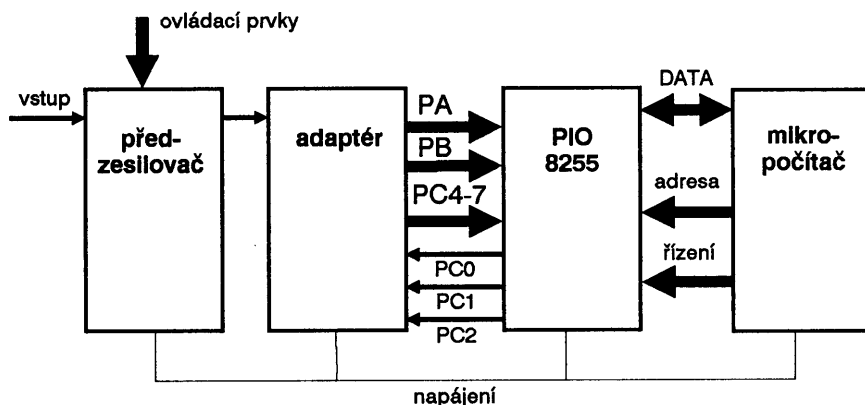 ovládací prvky
vstup
před-
zesilovač
adaptér
PA
PB
PC4-7
PC0
PC1
PC2
PIO
8255
DATA
adresa
řízení
mikro-
počítač
napájení